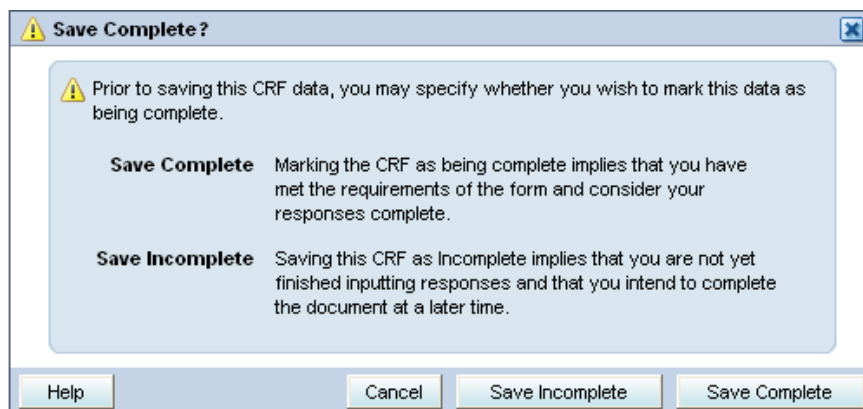 Save Complete?
Prior to saving this CRF data, you may specify whether you wish to mark this data as
being complete.
Save Complete Marking the CRF as being complete implies that you have
met the requirements of the form and consider your
responses complete.
Save Incomplete Saving this CRF as Incomplete implies that you are not yet
finished inputting responses and that you intend to complete
the document at a later time.
Help Cancel Save Incomplete Save Complete